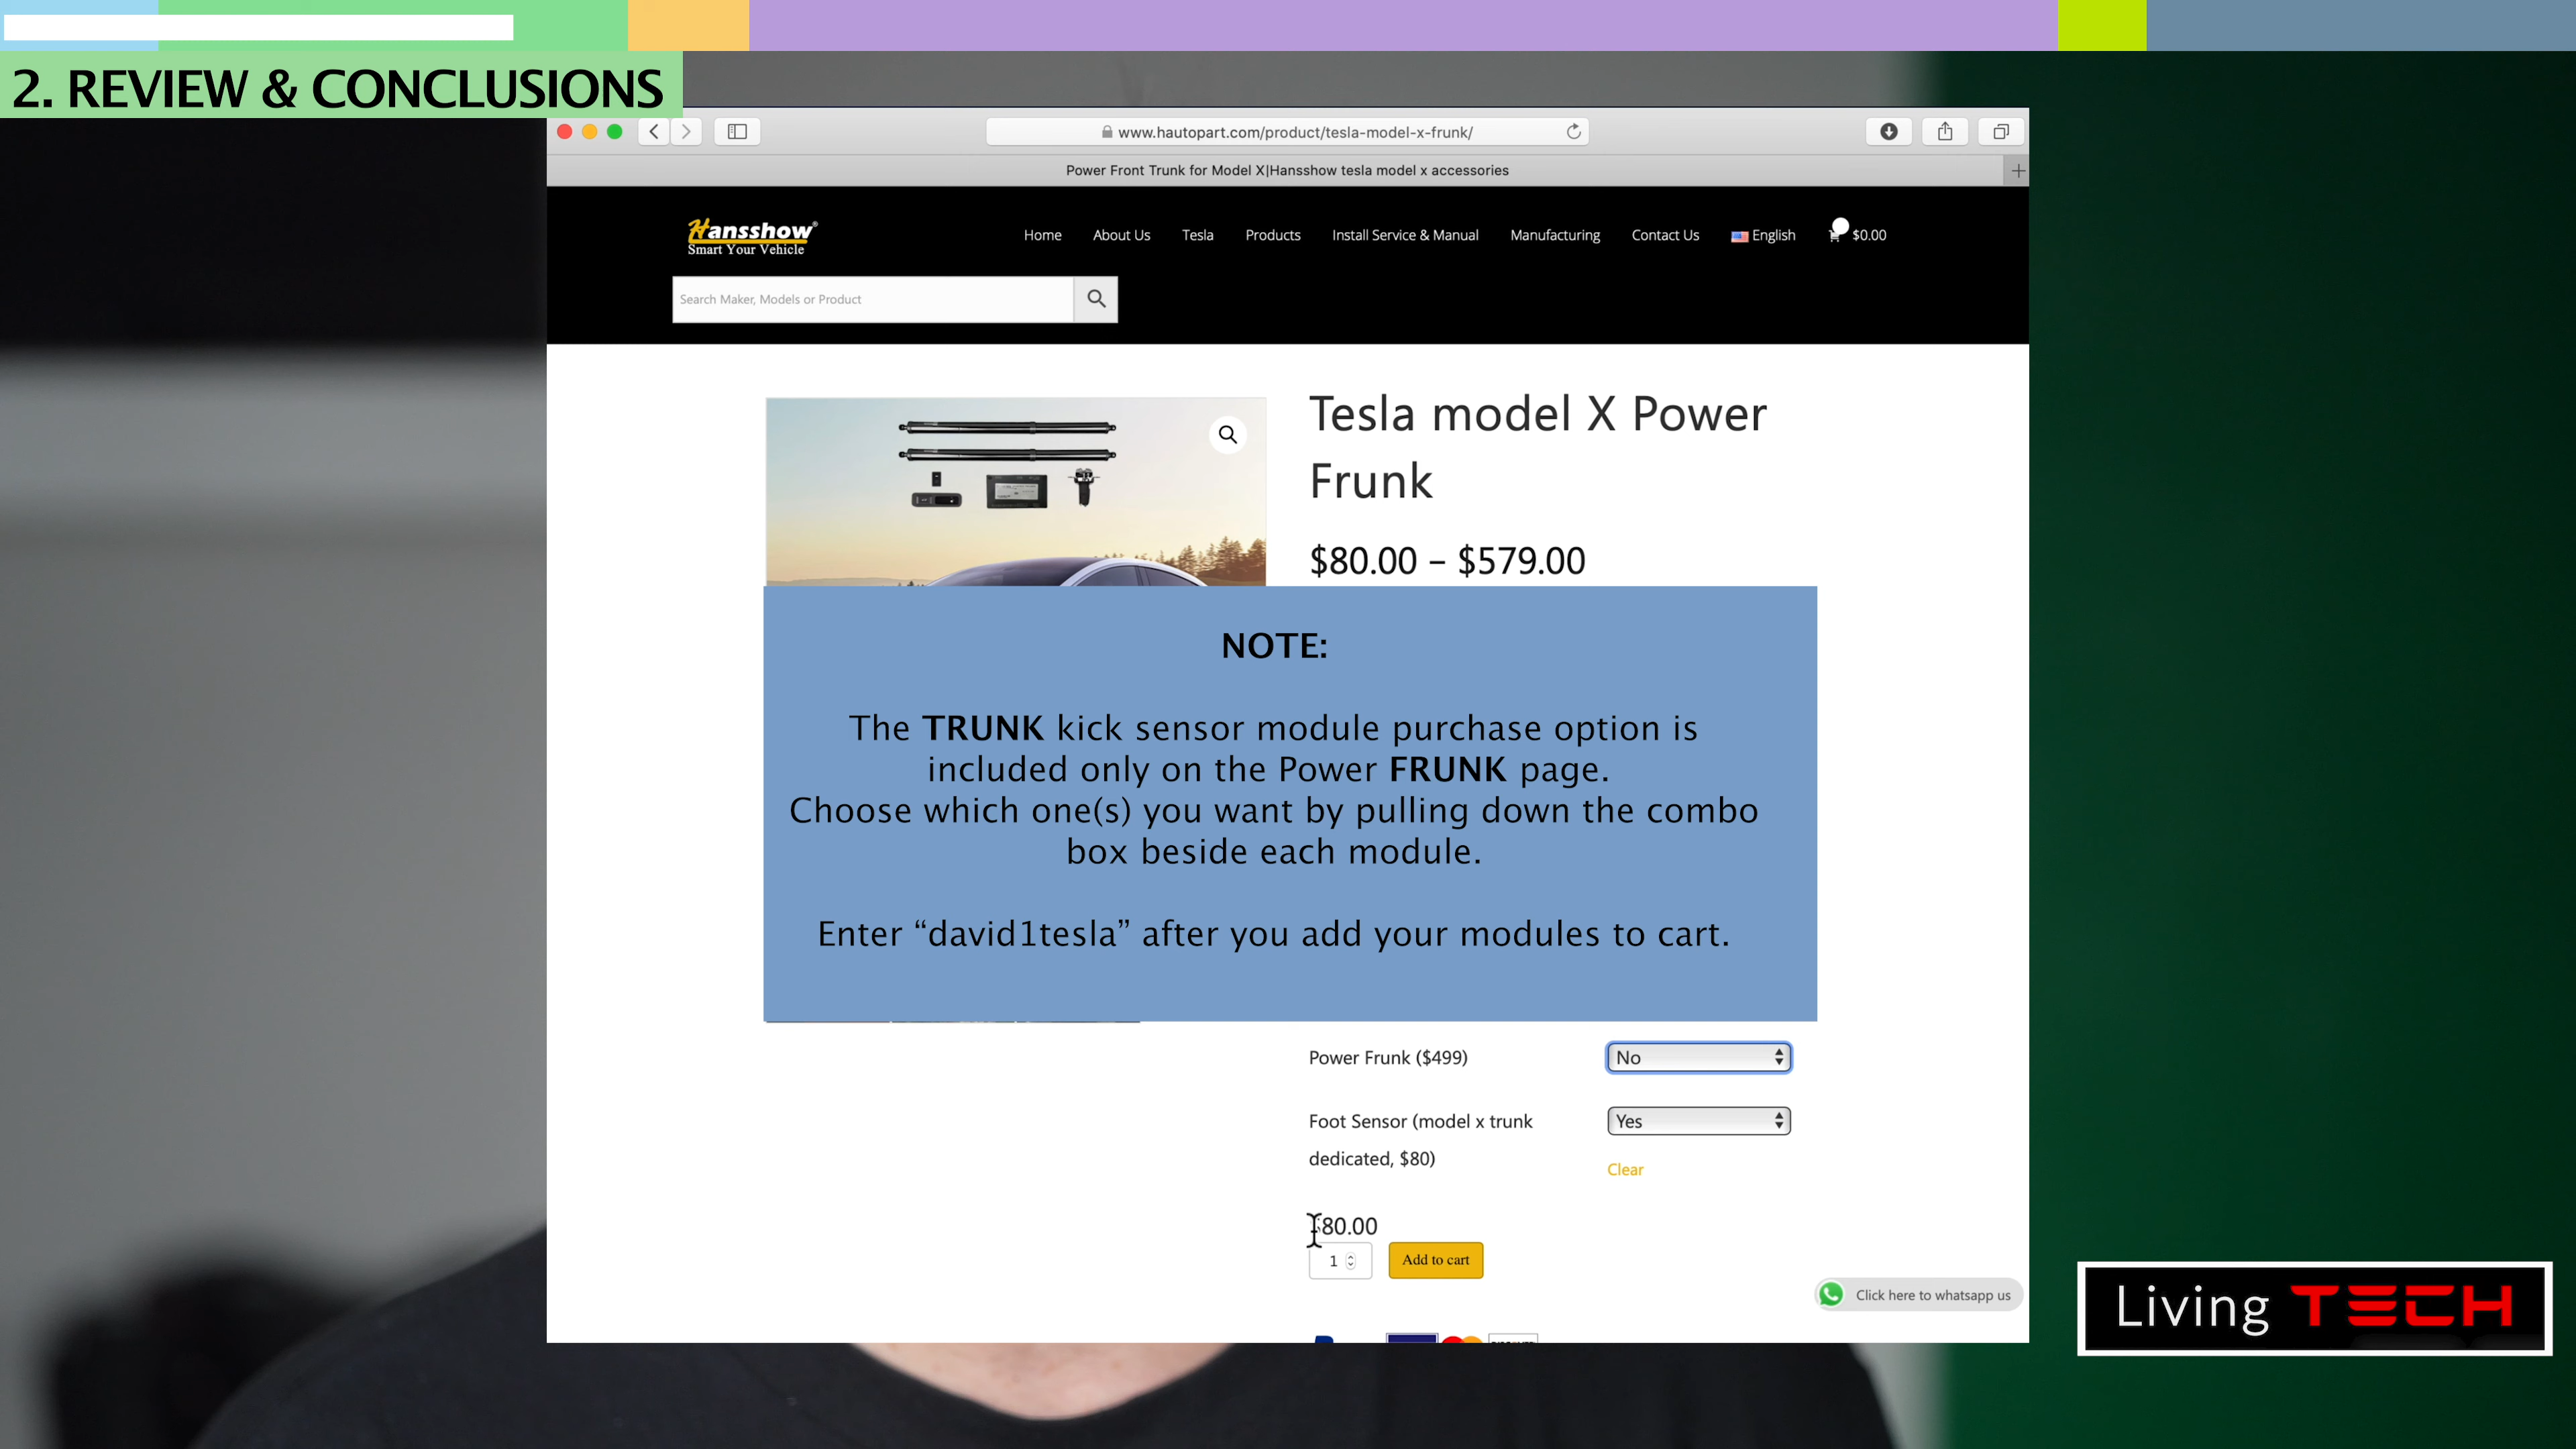 2. REVIEW & CONCLUSIONS
www.hautopart.com/product/tesla-model-x-frunk/
Power Front Trunk for Model X|Hansshow tesla model x accessories
Hansshow®
Smart Your Vehicle
Home About Us Tesla Products Install Service & Manual Manufacturing Contact Us English $0.00
Search Maker, Models or Product
Tesla model X Power
Frunk
$80.00 – $579.00
NOTE:
The TRUNK kick sensor module purchase option is
included only on the Power FRUNK page.
Choose which one(s) you want by pulling down the combo
box beside each module.
Enter “david1tesla” after you add your modules to cart.
Power Frunk ($499) No
Foot Sensor (model x trunk Yes
dedicated, $80)
Clear
$80.00
1 Add to cart
Click here to whatsapp us
Living TECH